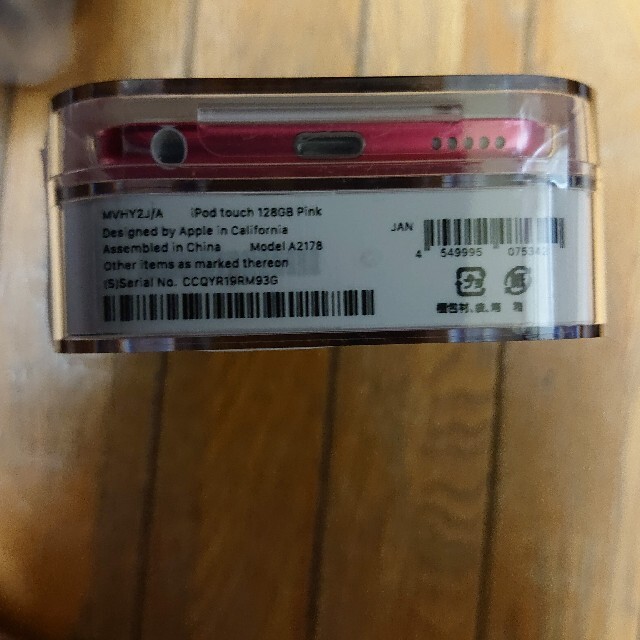 MVHY2J/A iPod touch 128GB Pink
Designed by Apple in California
Assembled in China Model A2178
Other items as marked thereon
(S)Serial No. CCQYR19RM93G
JAN
4 549995